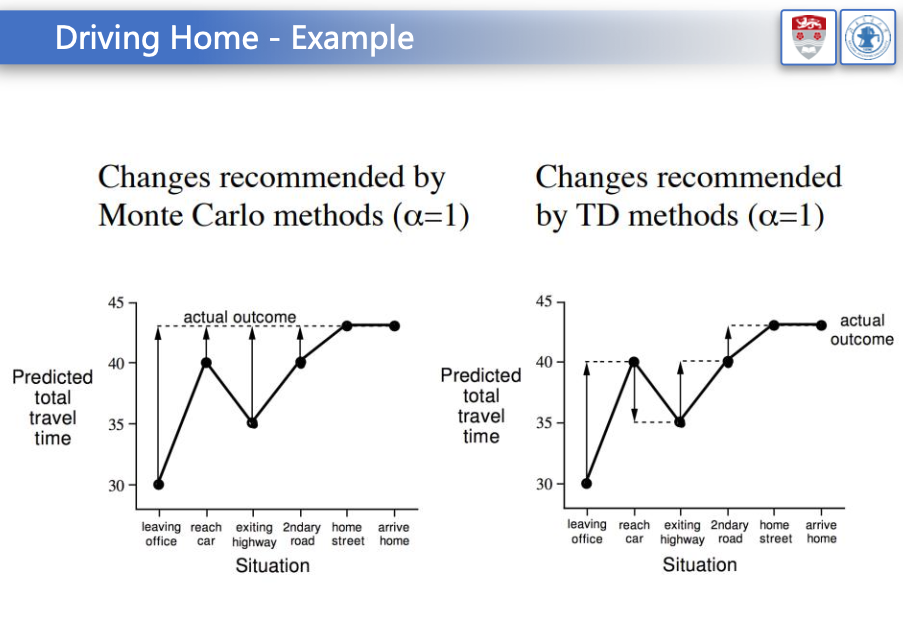 Driving Home - Example
Changes recommended by
Monte Carlo methods (α=1)
Changes recommended
by TD methods (α=1)
45
40
35
30
actual outcome
Predicted
total
travel
time
leaving
office
reach
car
exiting
highway
2ndary
road
home
street
arrive
home
Situation
45
40
35
30
actual
outcome
Predicted
total
travel
time
leaving
office
reach
car
exiting
highway
2ndary
road
home
street
arrive
home
Situation